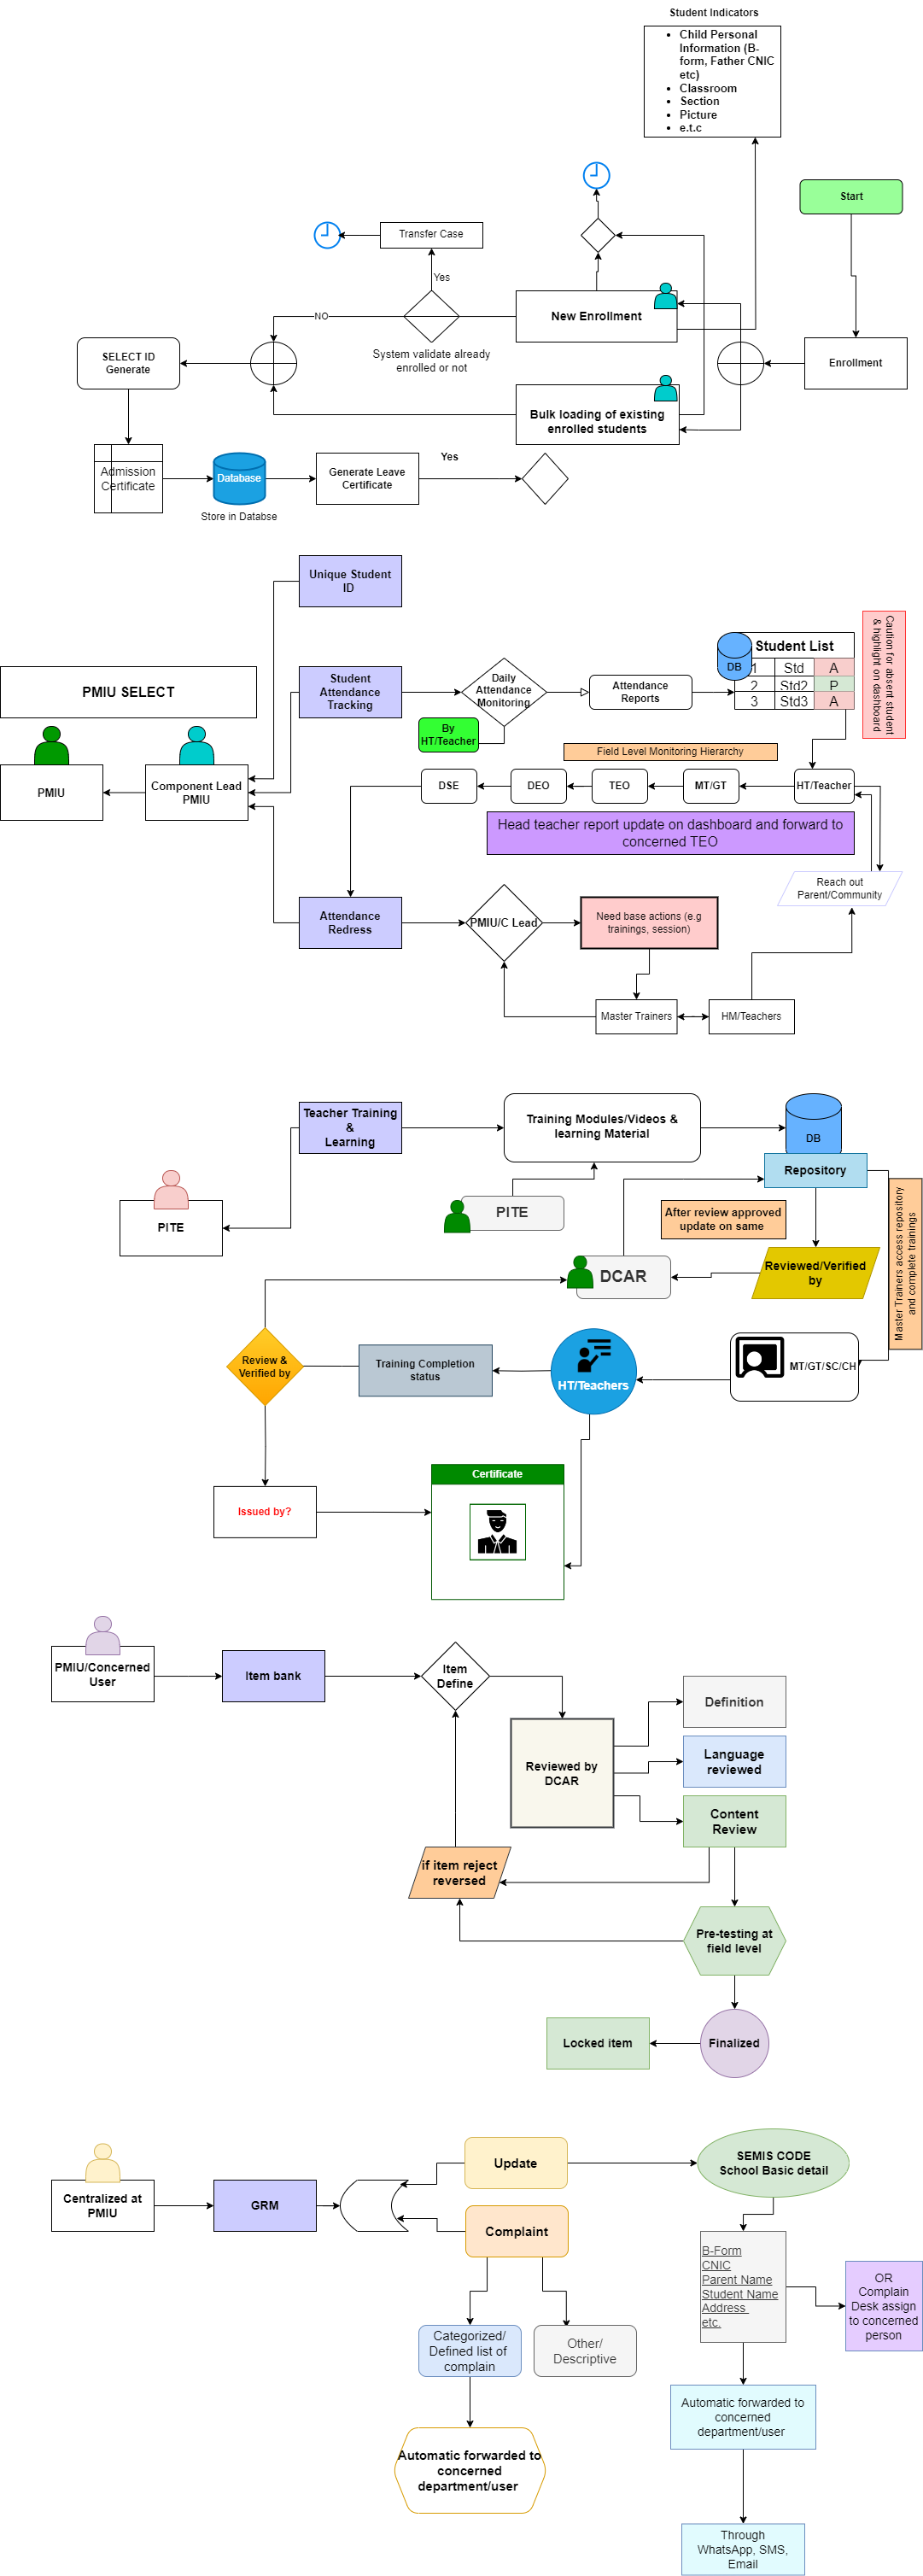 Student Indicators
Child Personal
Information (B-
form, Father CNIC
etc)
Classroom
Section
Picture
e.t.c
Start
Transfer Case
Yes
NO
New Enrollment
System validate already
enrolled or not
SELECT ID
Generate
Enrollment
Bulk loading of existing
enrolled students
Admission
Certificate
Database
Store in Databse
Generate Leave
Certificate
Yes
Unique Student
ID
PMIU SELECT
Student
Attendance
Tracking
Daily
Attendance
Monitoring
By
HT/Teacher
Attendance
Reports
DB
Student List
1 Std A
2 Std2 P
3 Std3 A
Caution for absent student
& highlight on dashboard
Field Level Monitoring Hierarchy
PMIU
Component Lead
PMIU
DSE
DEO
TEO
MT/GT
HT/Teacher
Head teacher report update on dashboard and forward to
concerned TEO
Reach out
Parent/Community
Attendance
Redress
PMIU/C Lead
Need base actions (e.g
trainings, session)
Master Trainers
HM/Teachers
Teacher Training
&
Learning
Training Modules/Videos &
learning Material
DB
Repository
PITE
PITE
After review approved
update on same
Master Trainers access repository
and complete trainings
DCAR
Reviewed/Verified
by
Review &
Verified by
Training Completion
status
HT/Teachers
MT/GT/SC/CH
Issued by?
Certificate
PMIU/Concerned
User
Item bank
Item
Define
Reviewed by
DCAR
Definition
Language
reviewed
Content
Review
if item reject
reversed
Pre-testing at
field level
Finalized
Locked item
Centralized at
PMIU
GRM
Update
Complaint
SEMIS CODE
School Basic detail
B-Form
CNIC
Parent Name
Student Name
Address
etc.
OR
Complain
Desk assign
to concerned
person
Categorized/
Defined list of
complain
Other/
Descriptive
Automatic forwarded to
concerned
department/user
Automatic forwarded to
concerned
department/user
Through
WhatsApp, SMS,
Email